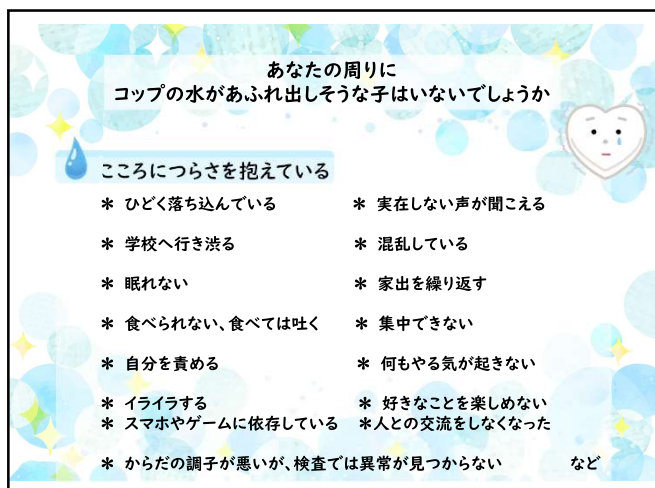 あなたの周りに
コップの水があふれ出しそうな子はいないでしょうか
こころにつらさを抱えている
＊ ひどく落ち込んでいる
＊ 実在しない声が聞こえる
＊ 学校へ行き渋る
＊ 混乱している
＊ 眠れない
＊ 家出を繰り返す
＊ 食べられない、食べては吐く
＊ 集中できない
＊ 自分を責める
＊ 何もやる気が起きない
＊ イライラする
＊ 好きなことを楽しめない
＊ スマホやゲームに依存している
＊人との交流をしなくなった
＊ からだの調子が悪いが、検査では異常が見つからない など